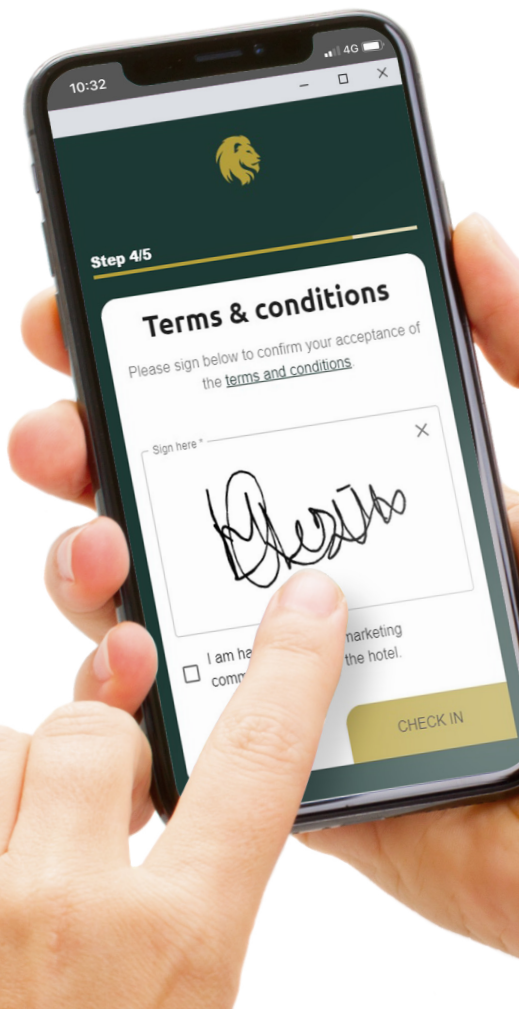 10:32
4G
Step 4/5
Terms & conditions
Please sign below to confirm your acceptance of
the terms and conditions.
Sign here *
I am ha marketing
comm the hotel.
CHECK IN